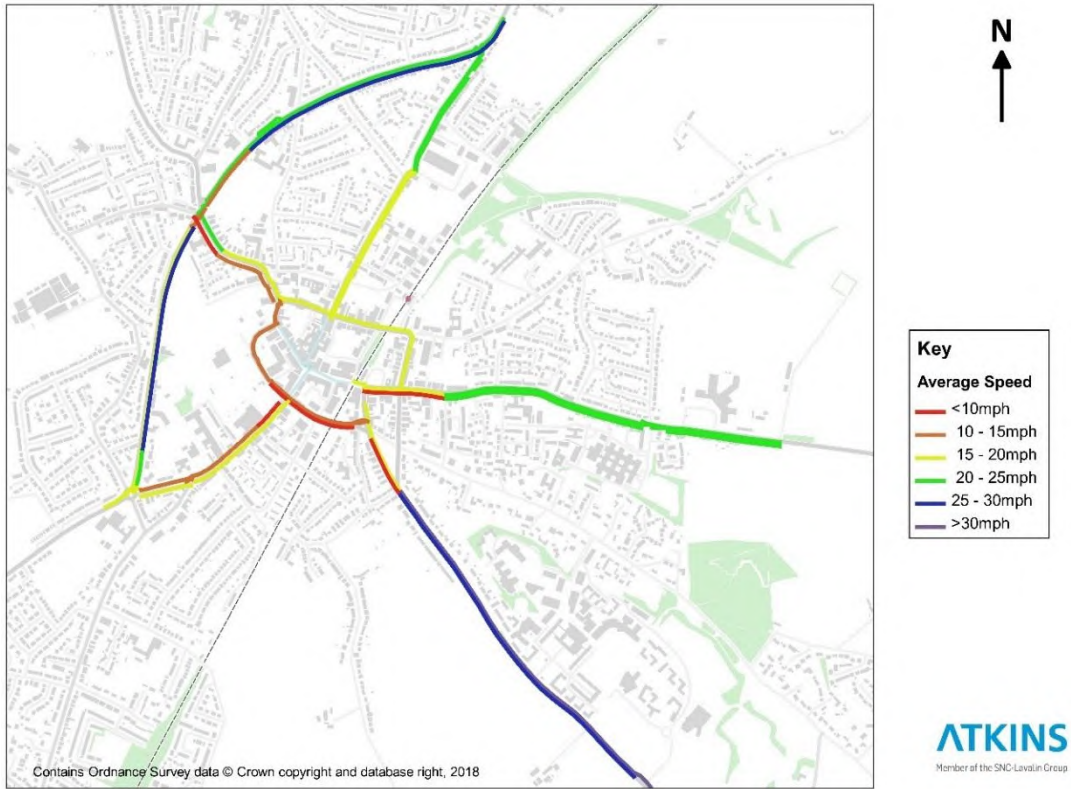 N
Key
Average Speed
<10mph
10 - 15mph
15 - 20mph
20 - 25mph
25 - 30mph
>30mph
ATKINS
Member of the SNC-Lavalin Group
Contains Ordnance Survey data © Crown copyright and database right, 2018